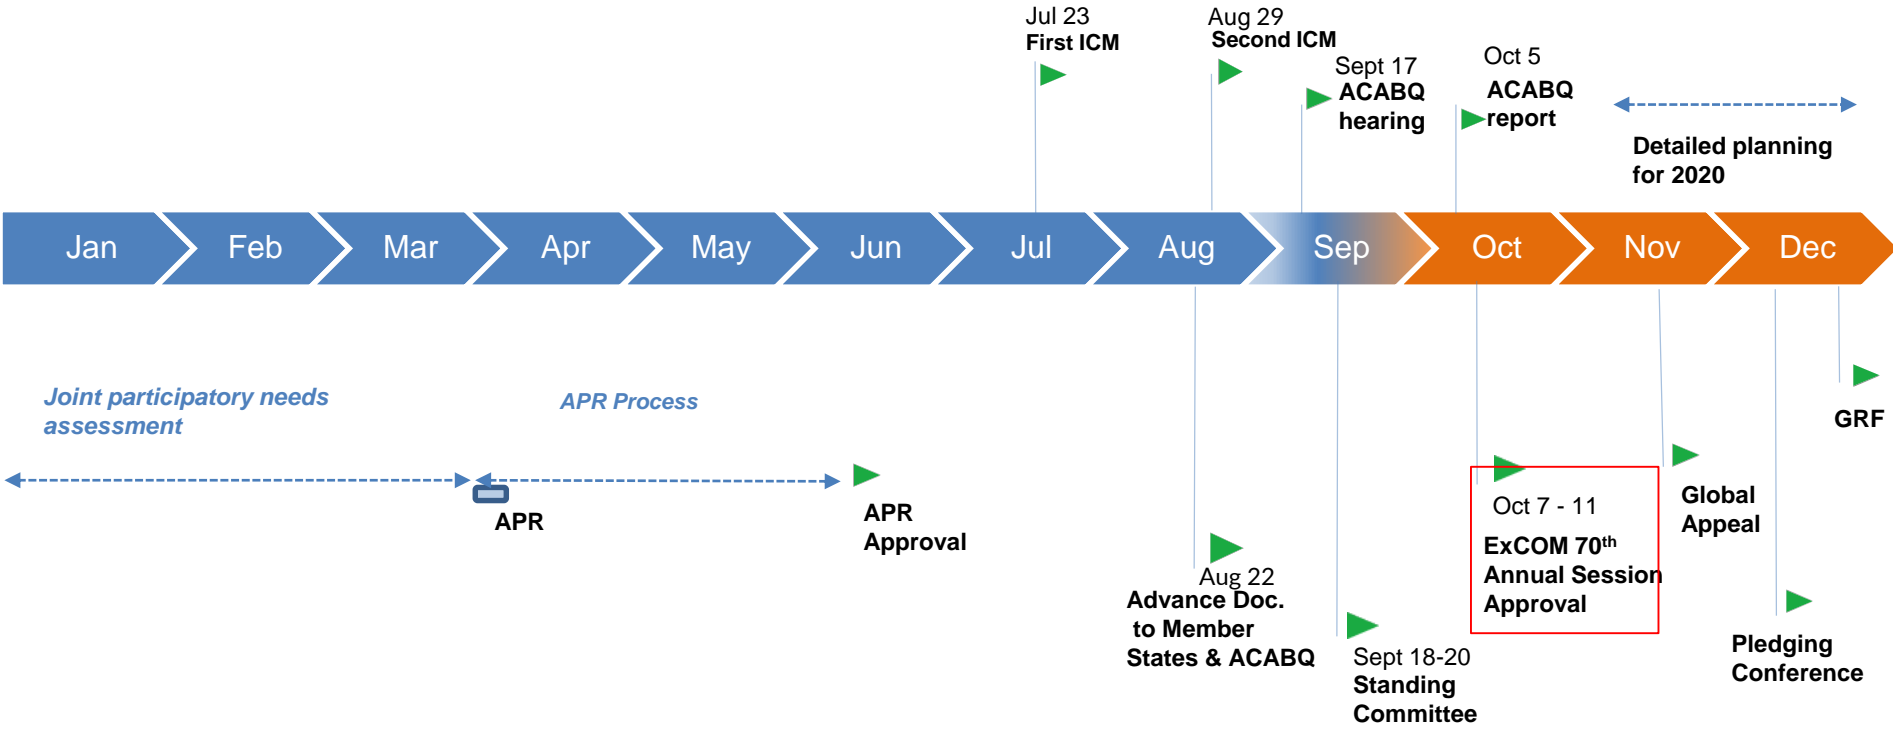 Jul 23
First ICM
Aug 29
Second ICM
Sept 17
ACABQ
hearing
Oct 5
ACABQ
report
Detailed planning
for 2020
Jan
Feb
Mar
Apr
May
Jun
Jul
Aug
Sep
Oct
Nov
Dec
Joint participatory needs
assessment
APR Process
APR
APR
Approval
Aug 22
Advance Doc.
to Member
States & ACABQ
Sept 18-20
Standing
Committee
Oct 7 - 11
ExCOM 70th
Annual Session
Approval
Global
Appeal
Pledging
Conference
GRF